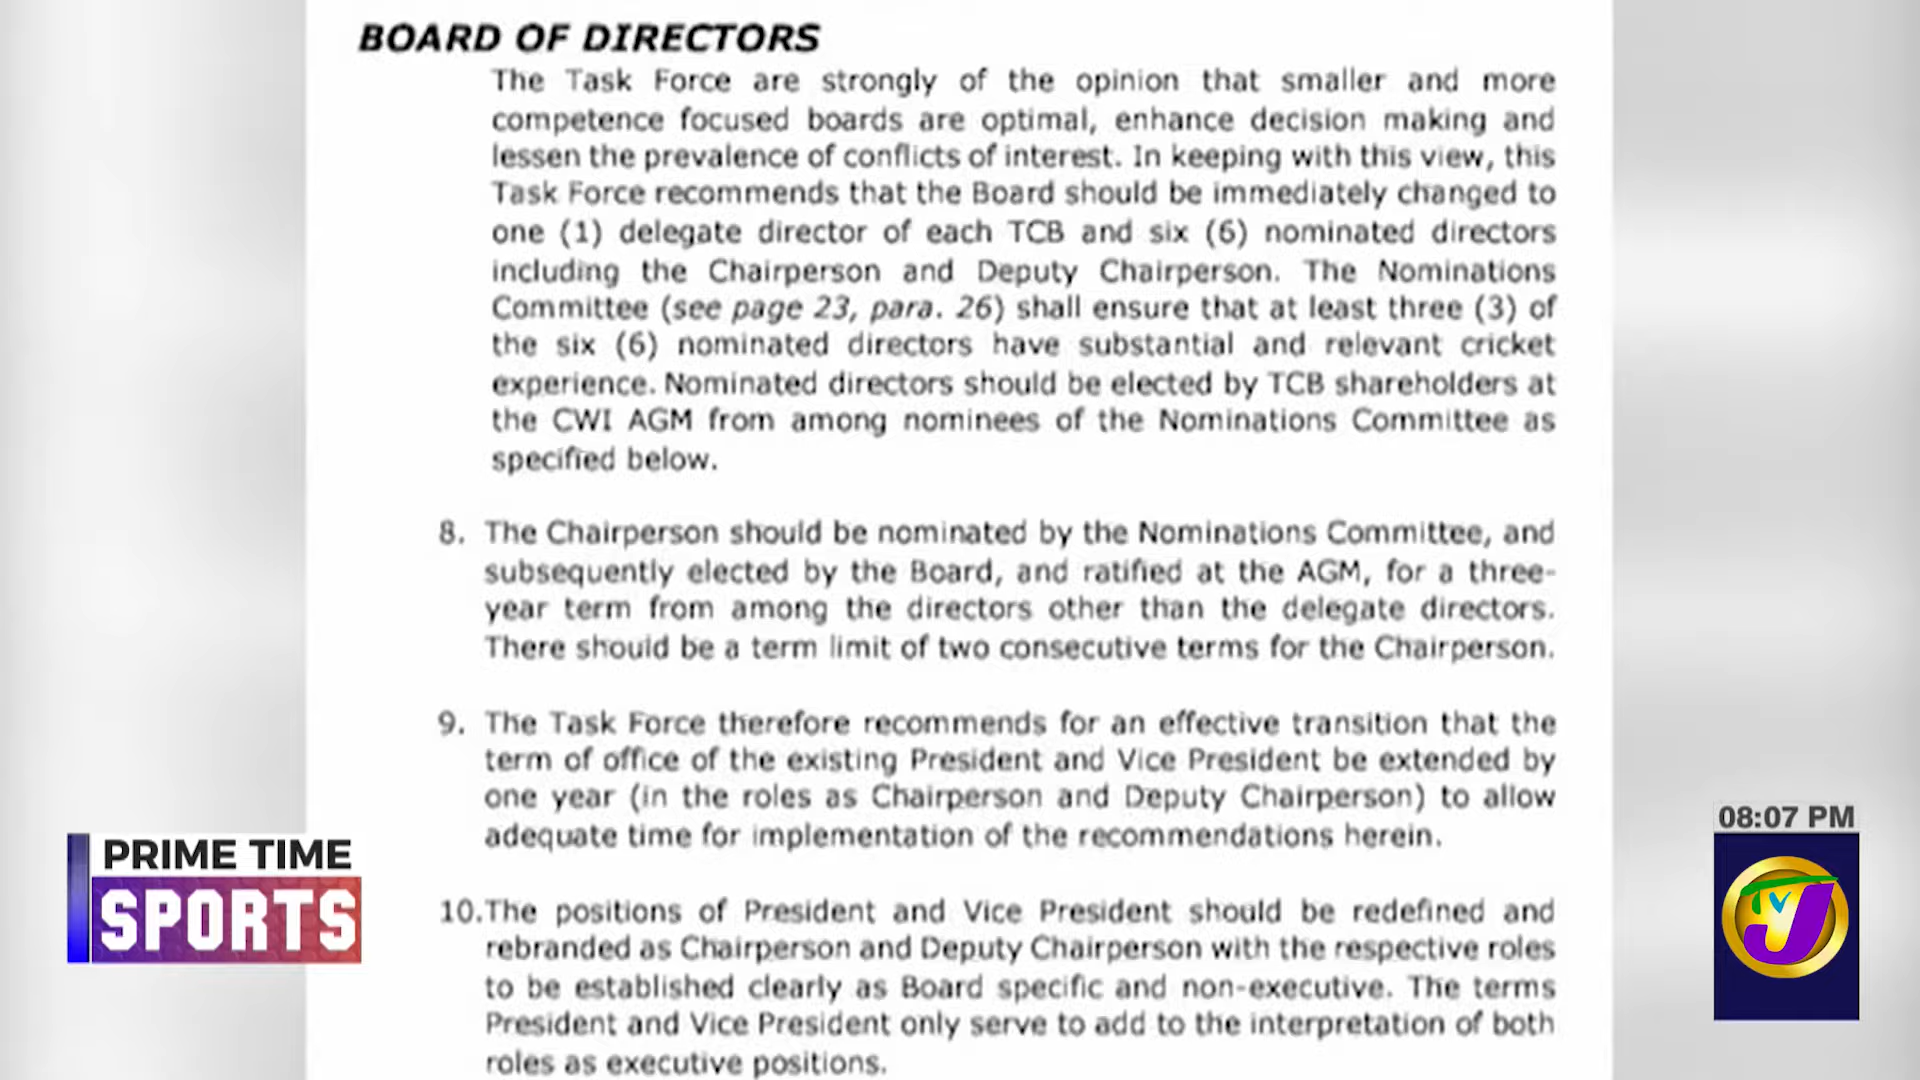 BOARD OF DIRECTORS
The Task Force are strongly of the opinion that smaller and more
competence focused boards are optimal, enhance decision making and
lessen the prevalence of conflicts of interest. In keeping with this view, this
Task Force recommends that the Board should be immediately changed to
one (1) delegate director of each TCB and six (6) nominated directors
including the Chairperson and Deputy Chairperson. The Nominations
Committee (see page 23, para. 26) shall ensure that at least three (3) of
the six (6) nominated directors have substantial and relevant cricket
experience. Nominated directors should be elected by TCB shareholders at
the CWI AGM from among nominees of the Nominations Committee as
specified below.
8. The Chairperson should be nominated by the Nominations Committee, and
subsequently elected by the Board, and ratified at the AGM, for a three-
year term from among the directors other than the delegate directors.
There should be a term limit of two consecutive terms for the Chairperson.
9. The Task Force therefore recommends for an effective transition that the
term of office of the existing President and Vice President be extended by
one year (in the roles as Chairperson and Deputy Chairperson) to allow
adequate time for implementation of the recommendations herein.
10.The positions of President and Vice President should be redefined and
rebranded as Chairperson and Deputy Chairperson with the respective roles
to be established clearly as Board specific and non-executive. The terms
President and Vice President only serve to add to the interpretation of both
roles as executive positions.
PRIME TIME
SPORTS
08:07 PM
TVJ